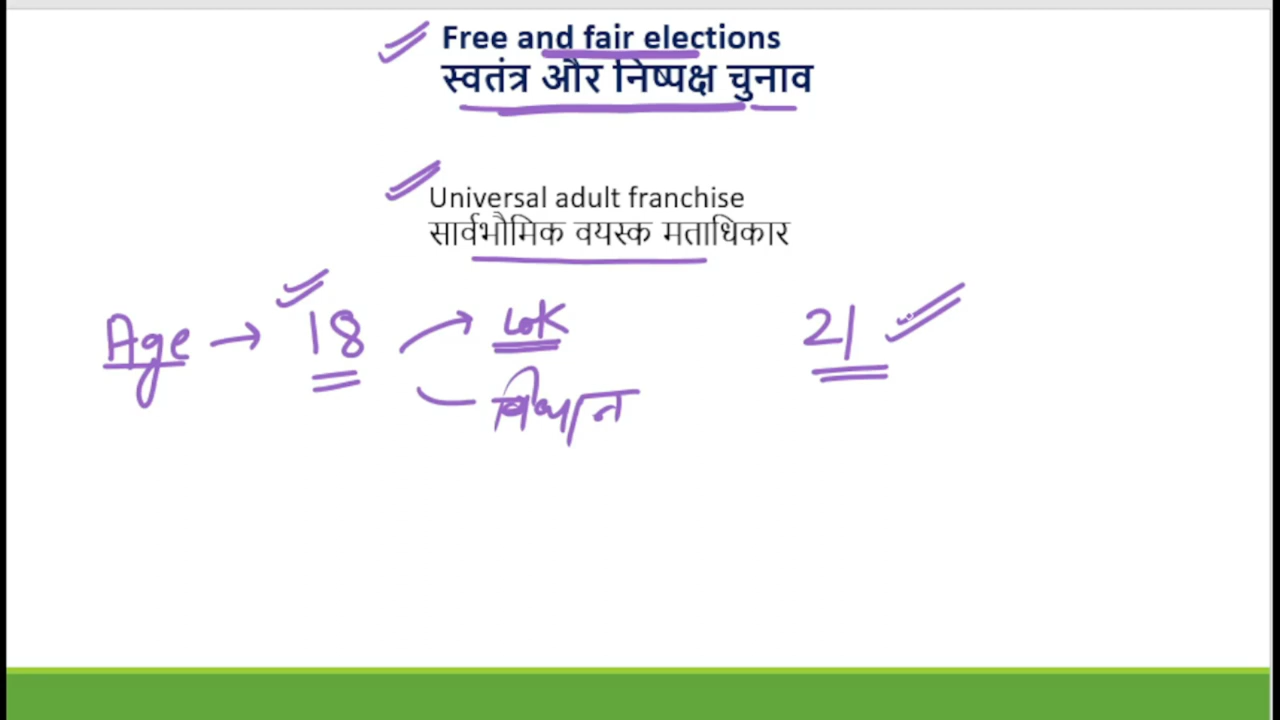 Free and fair elections
स्वतंत्र और निष्पक्ष चुनाव
Universal adult franchise
सार्वभौमिक वयस्क मताधिकार
Age → 18 Lok 21
विधान